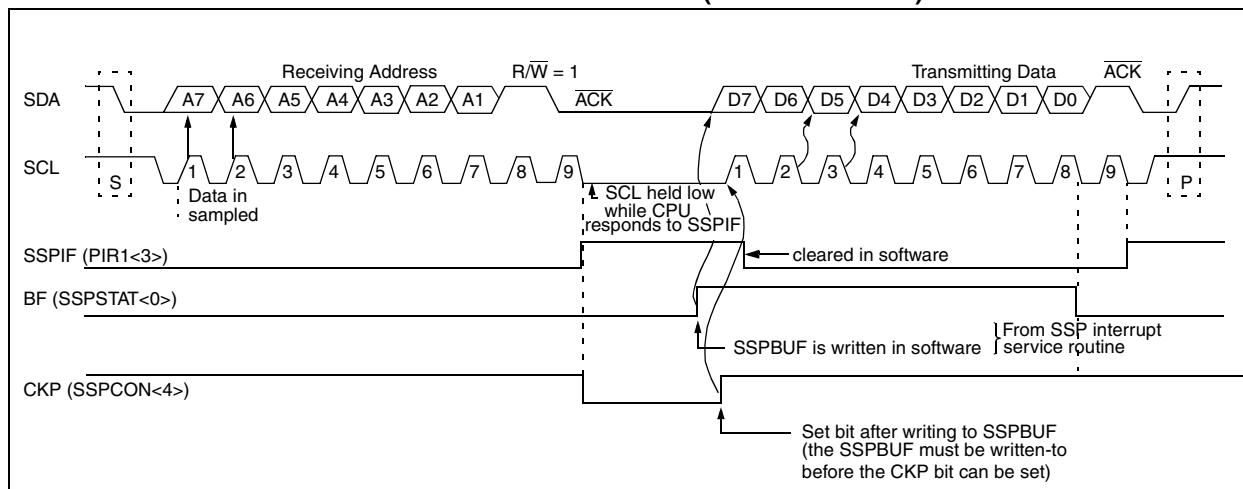 Receiving Address R/W = 1 Transmitting Data ACK
SDA A7 A6 A5 A4 A3 A2 A1 ACK D7 D6 D5 D4 D3 D2 D1 D0
SCL S 1 2 3 4 5 6 7 8 9 1 2 3 4 5 6 7 8 9 P
Data in
sampled
SCL held low
while CPU
responds to SSPIF
SSPIF (PIR1<3>)
cleared in software
BF (SSPSTAT<0>)
SSPBUF is written in software
From SSP interrupt
service routine
CKP (SSPCON<4>)
Set bit after writing to SSPBUF
(the SSPBUF must be written-to
before the CKP bit can be set)